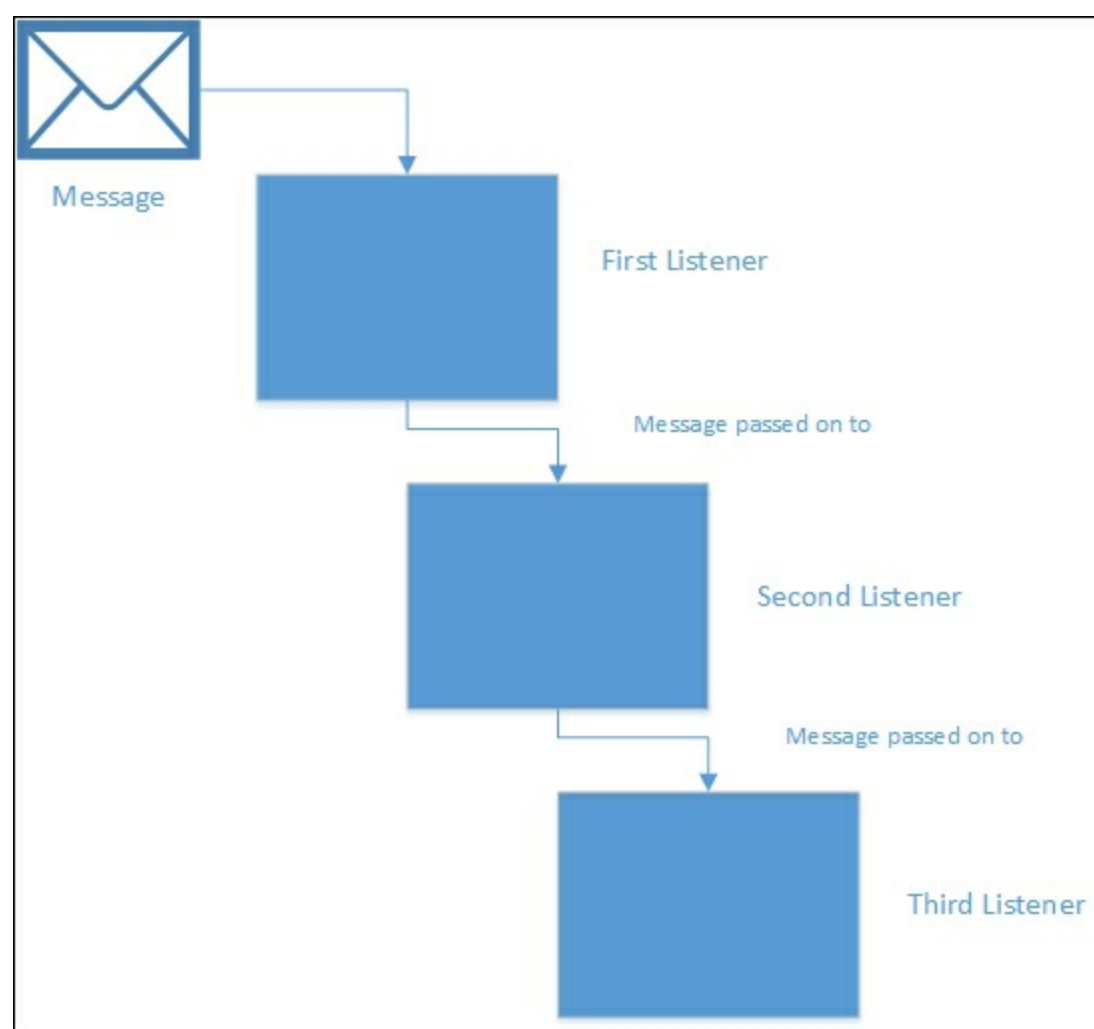 Message
First Listener
Message passed on to
Second Listener
Message passed on to
Third Listener